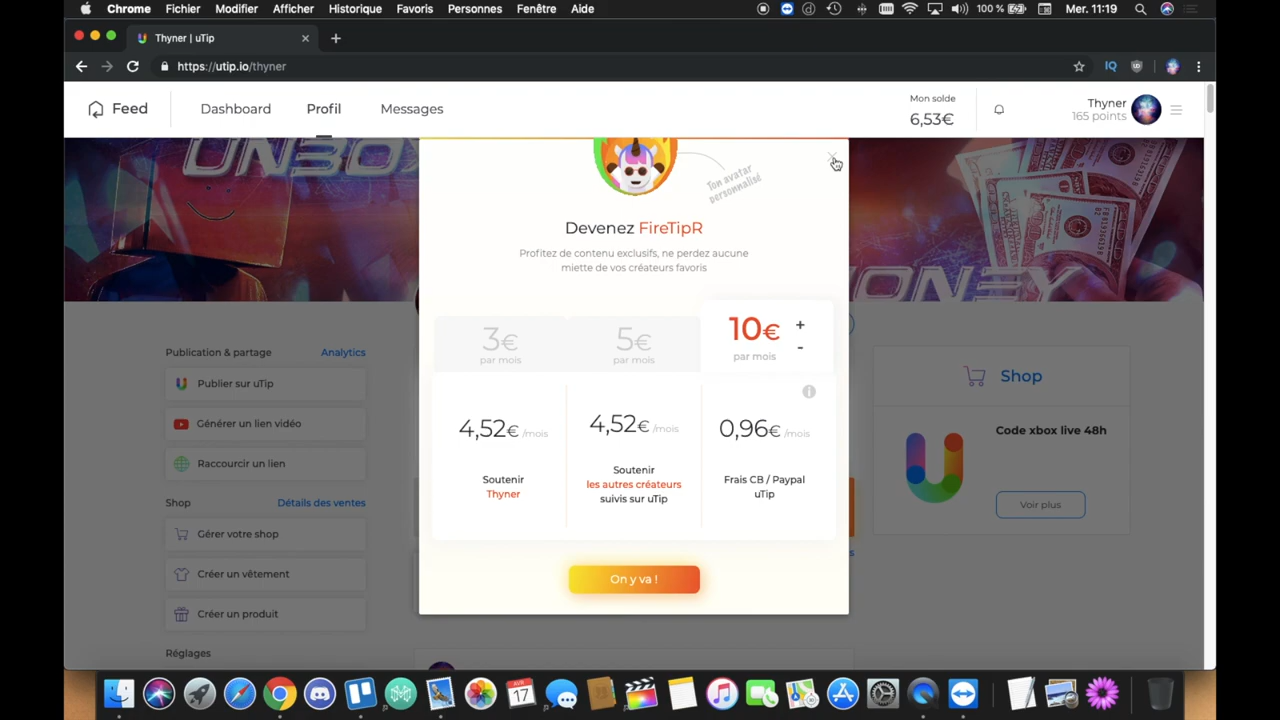 Chrome Fichier Modifier Afficher Historique Favoris Personnes Fenêtre Aide 100 % Mer. 11:19
Thyner | uTip
https://utip.io/thyner
Feed Dashboard Profil Messages
Mon solde
6,53€
Thyner
165 points
UNBO
HONEY
Ton avatar
personnalisé
Devenez FireTipR
Profitez de contenu exclusifs, ne perdez aucune
miette de vos créateurs favoris
3€
par mois
5€
par mois
10€
par mois
+
-
4,52€ /mois
Soutenir
Thyner
4,52€ /mois
Soutenir
les autres créateurs
suivis sur uTip
0,96€ /mois
Frais CB / Paypal
uTip
On y va !
Publication & partage Analytics
Publier sur uTip
Générer un lien vidéo
Raccourcir un lien
Shop Détails des ventes
Gérer votre shop
Créer un vêtement
Créer un produit
Réglages
Shop
Code xbox live 48h
Voir plus
AVR
17